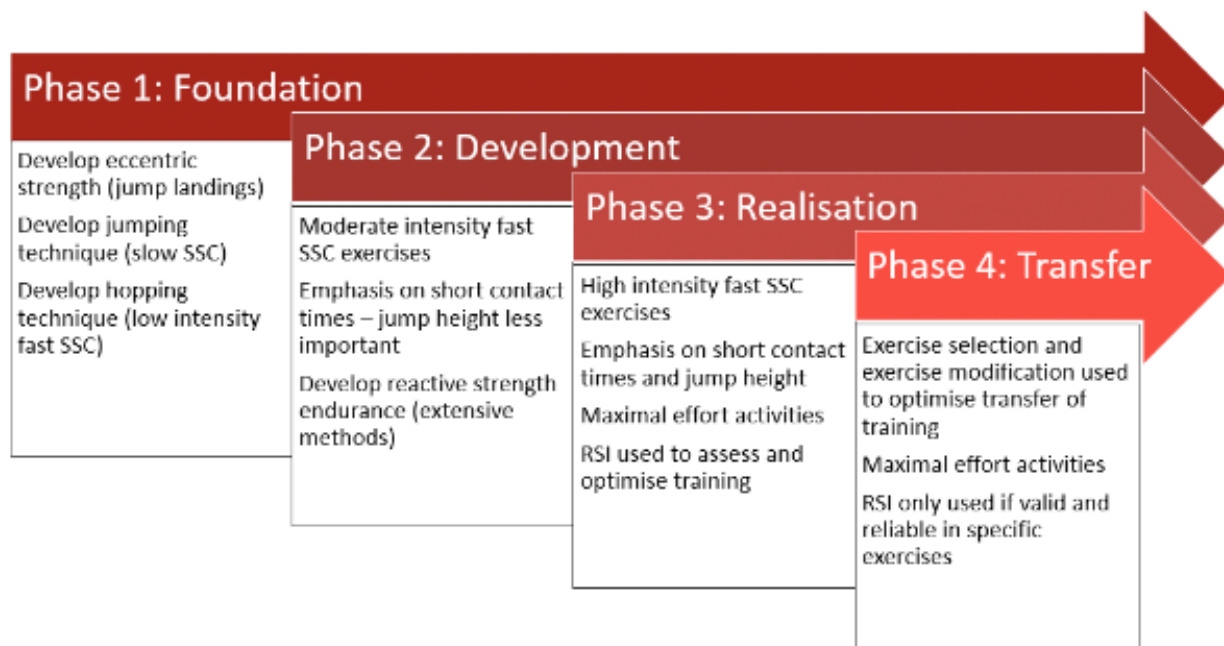 Phase 1: Foundation
Develop eccentric
strength (jump landings)
Develop jumping
technique (slow SSC)
Develop hopping
technique (low intensity
fast SSC)
Phase 2: Development
Moderate intensity fast
SSC exercises
Emphasis on short contact
times – jump height less
important
Develop reactive strength
endurance (extensive
methods)
Phase 3: Realisation
High intensity fast SSC
exercises
Emphasis on short contact
times and jump height
Maximal effort activities
RSI used to assess and
optimise training
Phase 4: Transfer
Exercise selection and
exercise modification used
to optimise transfer of
training
Maximal effort activities
RSI only used if valid and
reliable in specific
exercises